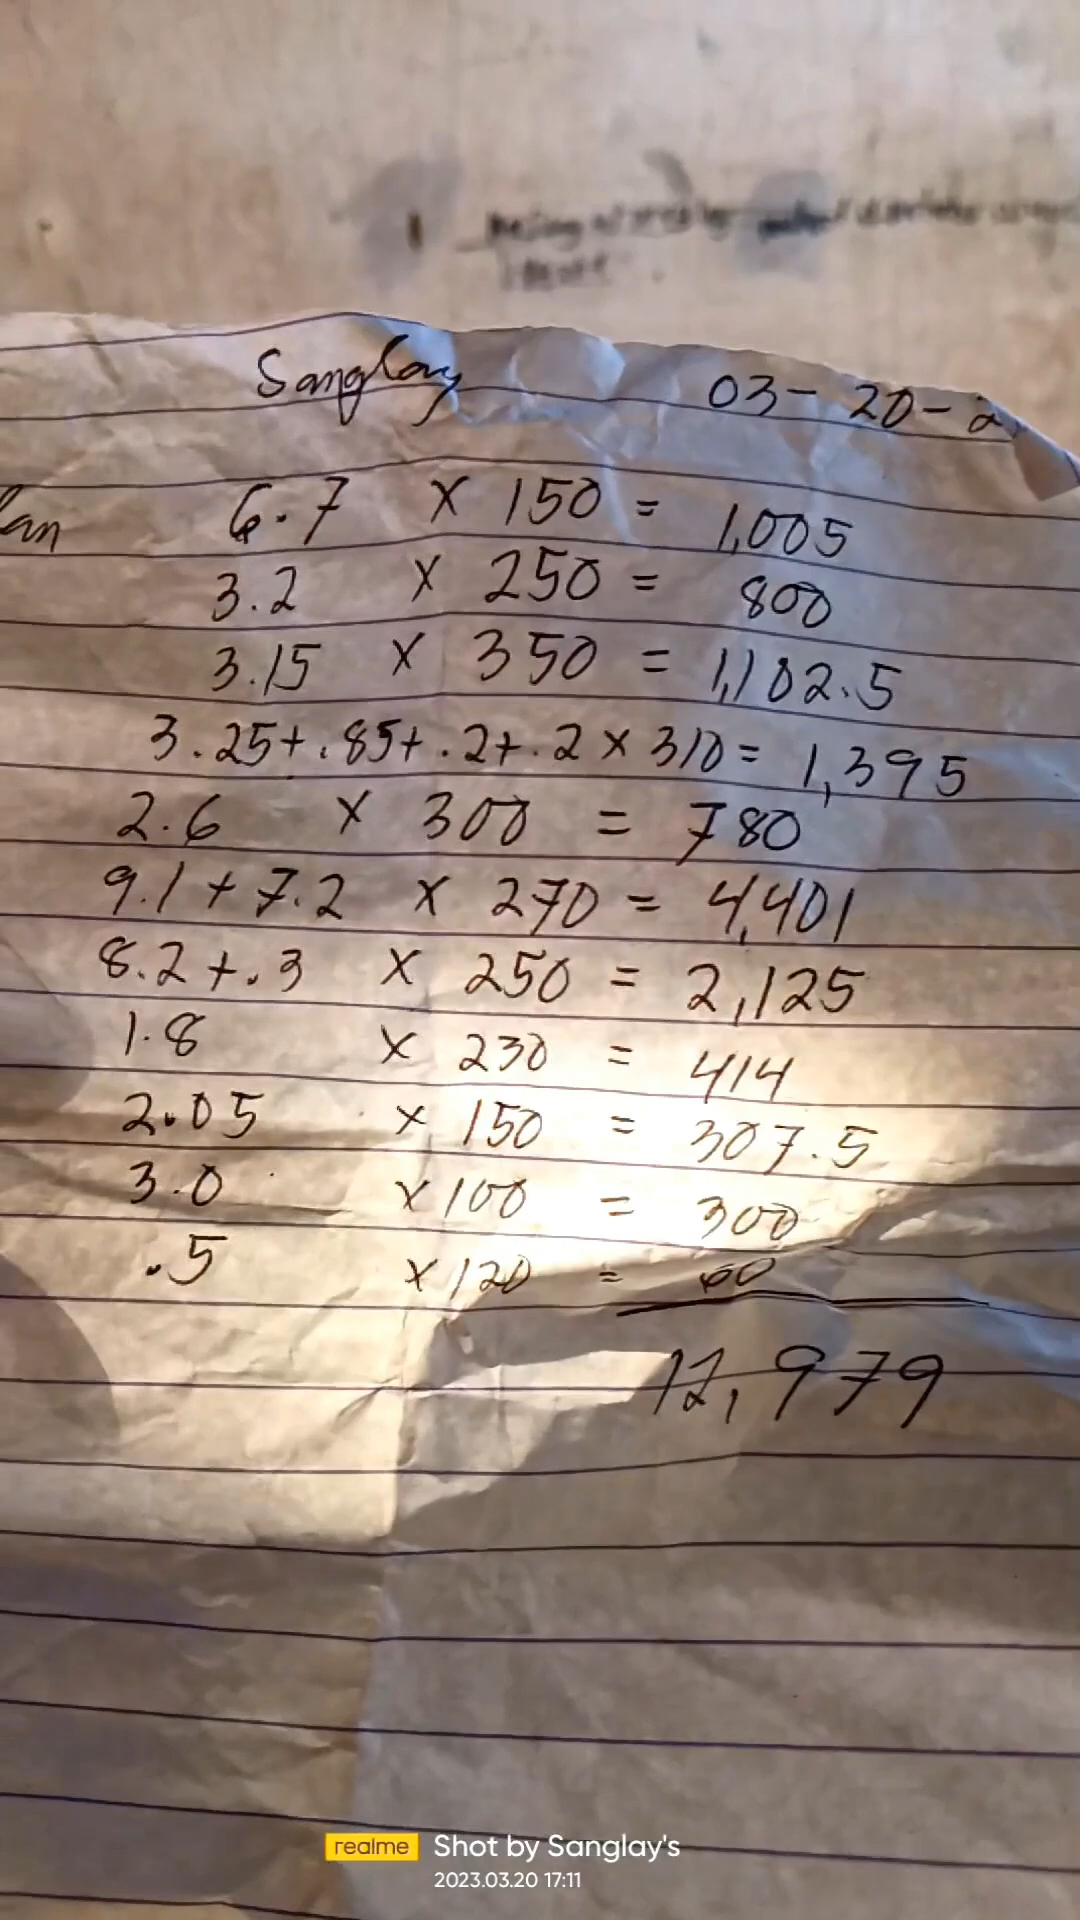 Sanglay 03-20-2
6.7 x 150 = 1,005
3.2 x 250 = 800
3.15 x 350 = 1,102.5
3.25+.85+.2+.2 x 310 = 1,395
2.6 x 300 = 780
9.1+7.2 x 270 = 4,401
8.2+.3 x 250 = 2,125
1.8 x 230 = 414
2.05 x 150 = 307.5
3.0 x 100 = 300
.5 x 120 = 60
12,979
realme Shot by Sanglay's
2023.03.20 17:11